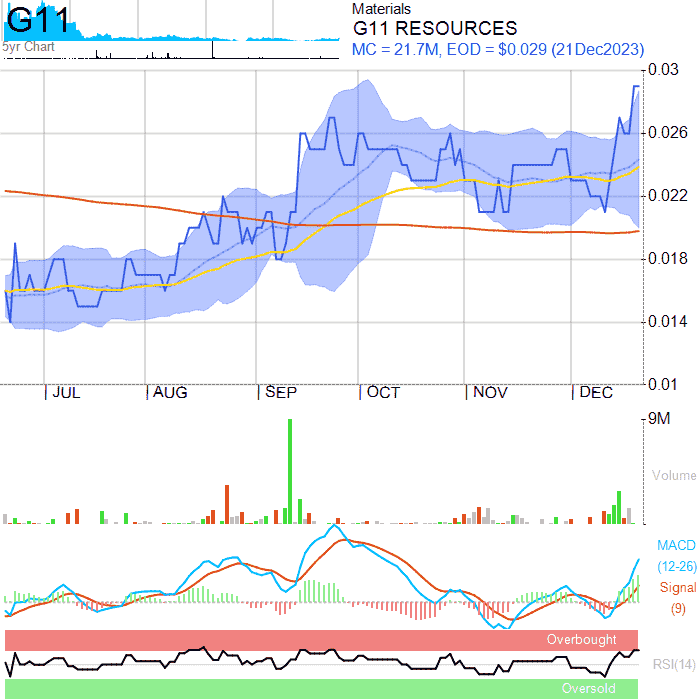 G11
5yr Chart
Materials
G11 RESOURCES
MC = 21.7M, EOD = $0.029 (21Dec2023)
0.03
0.026
0.022
0.018
0.014
0.01
JUL AUG SEP OCT NOV DEC
9M
Volume
MACD
(12-26)
Signal
(9)
Overbought
RSI(14)
Oversold